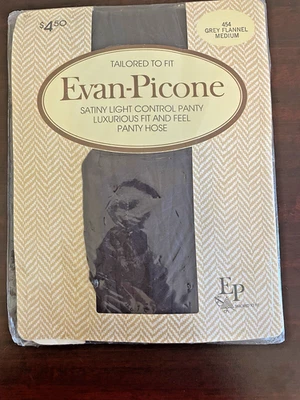 $4.50
454
GREY FLANNEL
MEDIUM
TAILORED TO FIT
Evan-Picone
SATINY LIGHT CONTROL PANTY
LUXURIOUS FIT AND FEEL
PANTY HOSE
EP